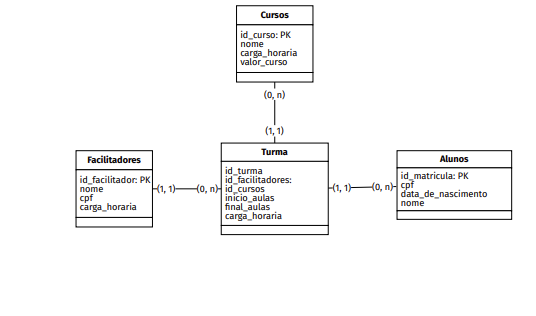 Cursos
id_curso: PK
nome
carga_horaria
valor_curso
(0, n)
(1, 1)
Facilitadores
id_facilitador: PK
nome
cpf
carga_horaria
(1, 1)
(0, n)
Turma
id_turma
id_facilitadores:
id_cursos
inicio_aulas
final_aulas
carga_horaria
(1, 1)
(0, n)
Alunos
id_matricula: PK
cpf
data_de_nascimento
nome